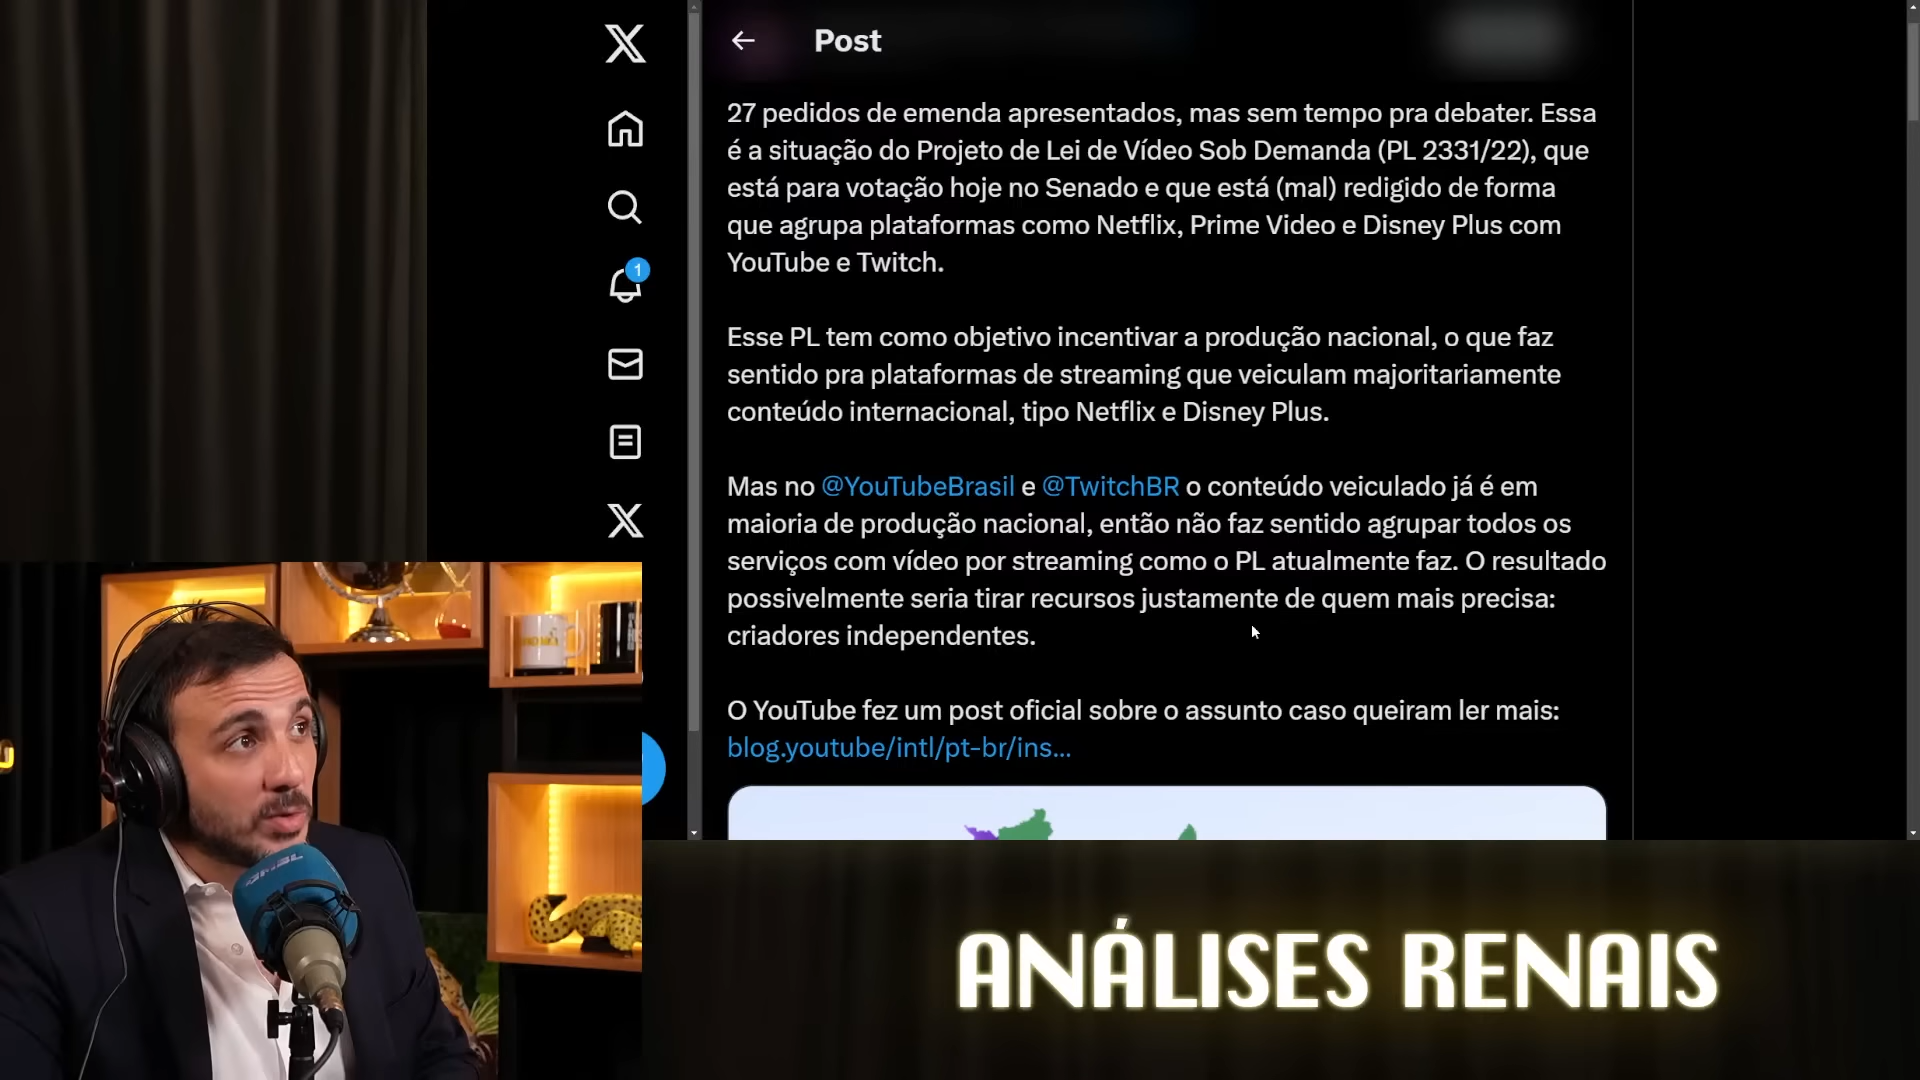 Post
1
27 pedidos de emenda apresentados, mas sem tempo pra debater. Essa
é a situação do Projeto de Lei de Vídeo Sob Demanda (PL 2331/22), que
está para votação hoje no Senado e que está (mal) redigido de forma
que agrupa plataformas como Netflix, Prime Video e Disney Plus com
YouTube e Twitch.
Esse PL tem como objetivo incentivar a produção nacional, o que faz
sentido pra plataformas de streaming que veiculam majoritariamente
conteúdo internacional, tipo Netflix e Disney Plus.
Mas no @YouTubeBrasil e @TwitchBR o conteúdo veiculado já é em
maioria de produção nacional, então não faz sentido agrupar todos os
serviços com vídeo por streaming como o PL atualmente faz. O resultado
possivelmente seria tirar recursos justamente de quem mais precisa:
criadores independentes.
O YouTube fez um post oficial sobre o assunto caso queiram ler mais:
blog.youtube/intl/pt-br/ins...
ANÁLISES RENAIS